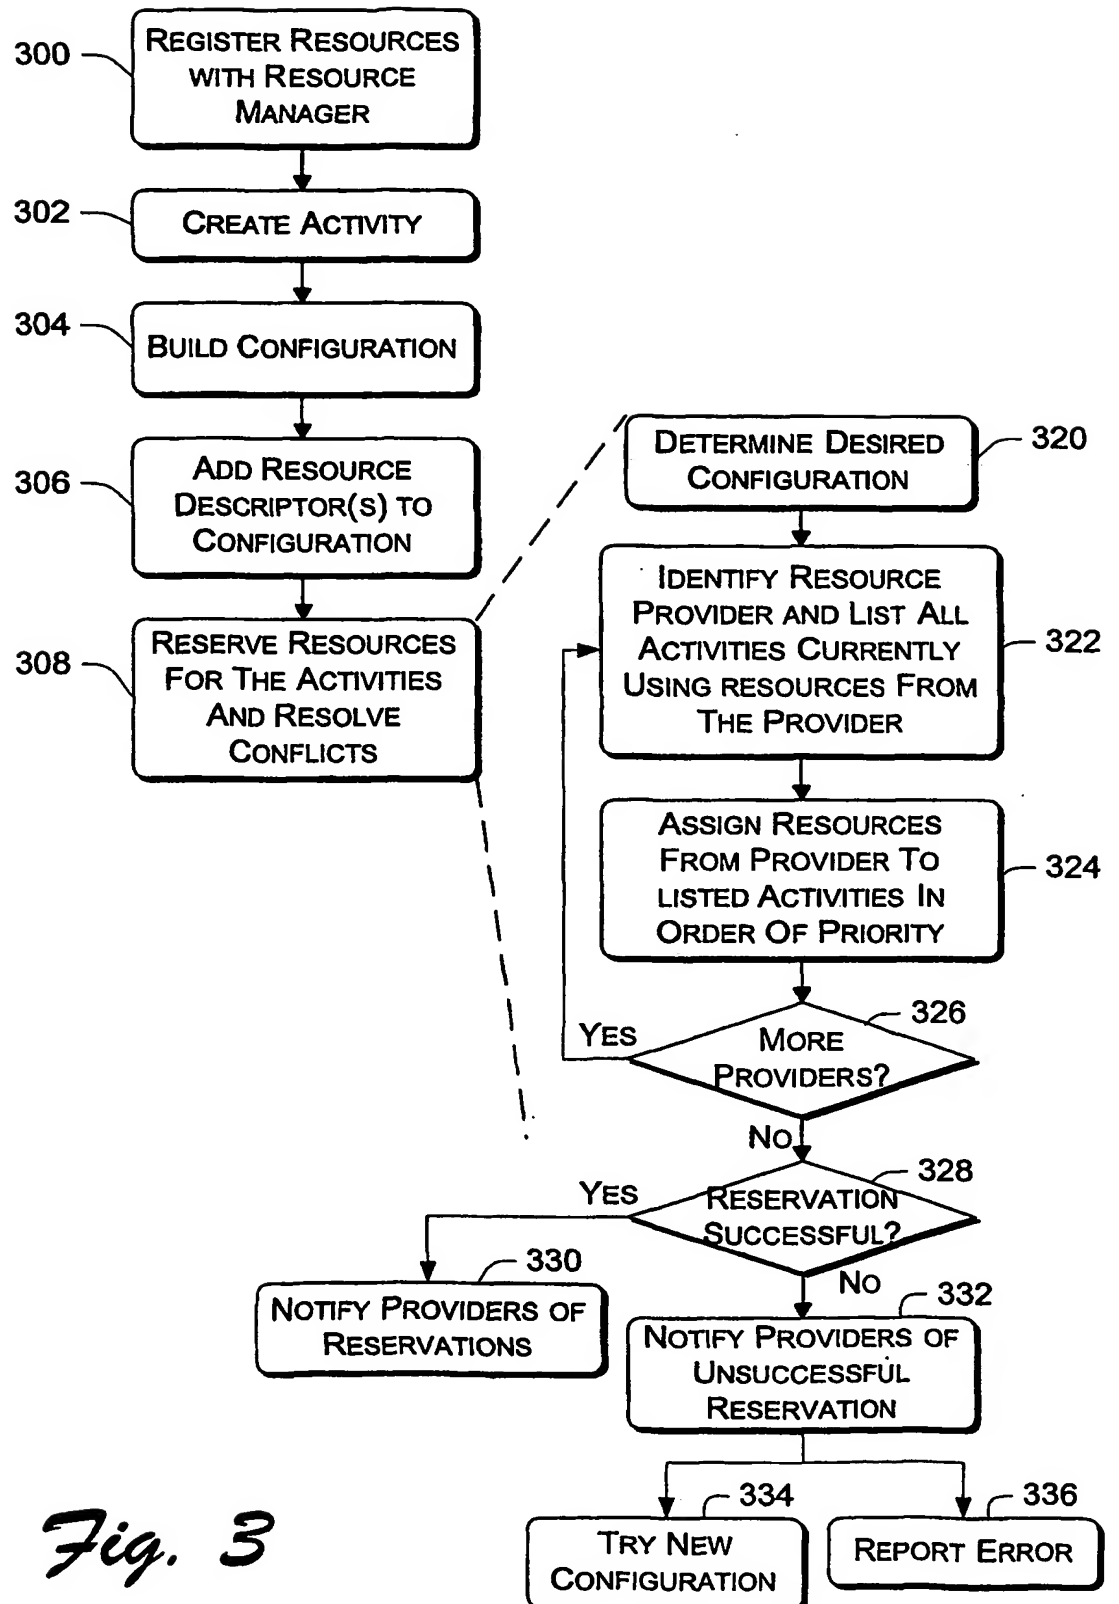 300
REGISTER RESOURCES
WITH RESOURCE
MANAGER
302
CREATE ACTIVITY
304
BUILD CONFIGURATION
306
ADD RESOURCE
DESCRIPTOR(S) TO
CONFIGURATION
308
RESERVE RESOURCES
FOR THE ACTIVITIES
AND RESOLVE
CONFLICTS
DETERMINE DESIRED
CONFIGURATION
320
IDENTIFY RESOURCE
PROVIDER AND LIST ALL
ACTIVITIES CURRENTLY
USING RESOURCES FROM
THE PROVIDER
322
ASSIGN RESOURCES
FROM PROVIDER TO
LISTED ACTIVITIES IN
ORDER OF PRIORITY
324
326
YES
MORE
PROVIDERS?
NO
328
YES
RESERVATION
SUCCESSFUL?
NO
330
NOTIFY PROVIDERS OF
RESERVATIONS
332
NOTIFY PROVIDERS OF
UNSUCCESSFUL
RESERVATION
334
TRY NEW
CONFIGURATION
336
REPORT ERROR
Fig. 3